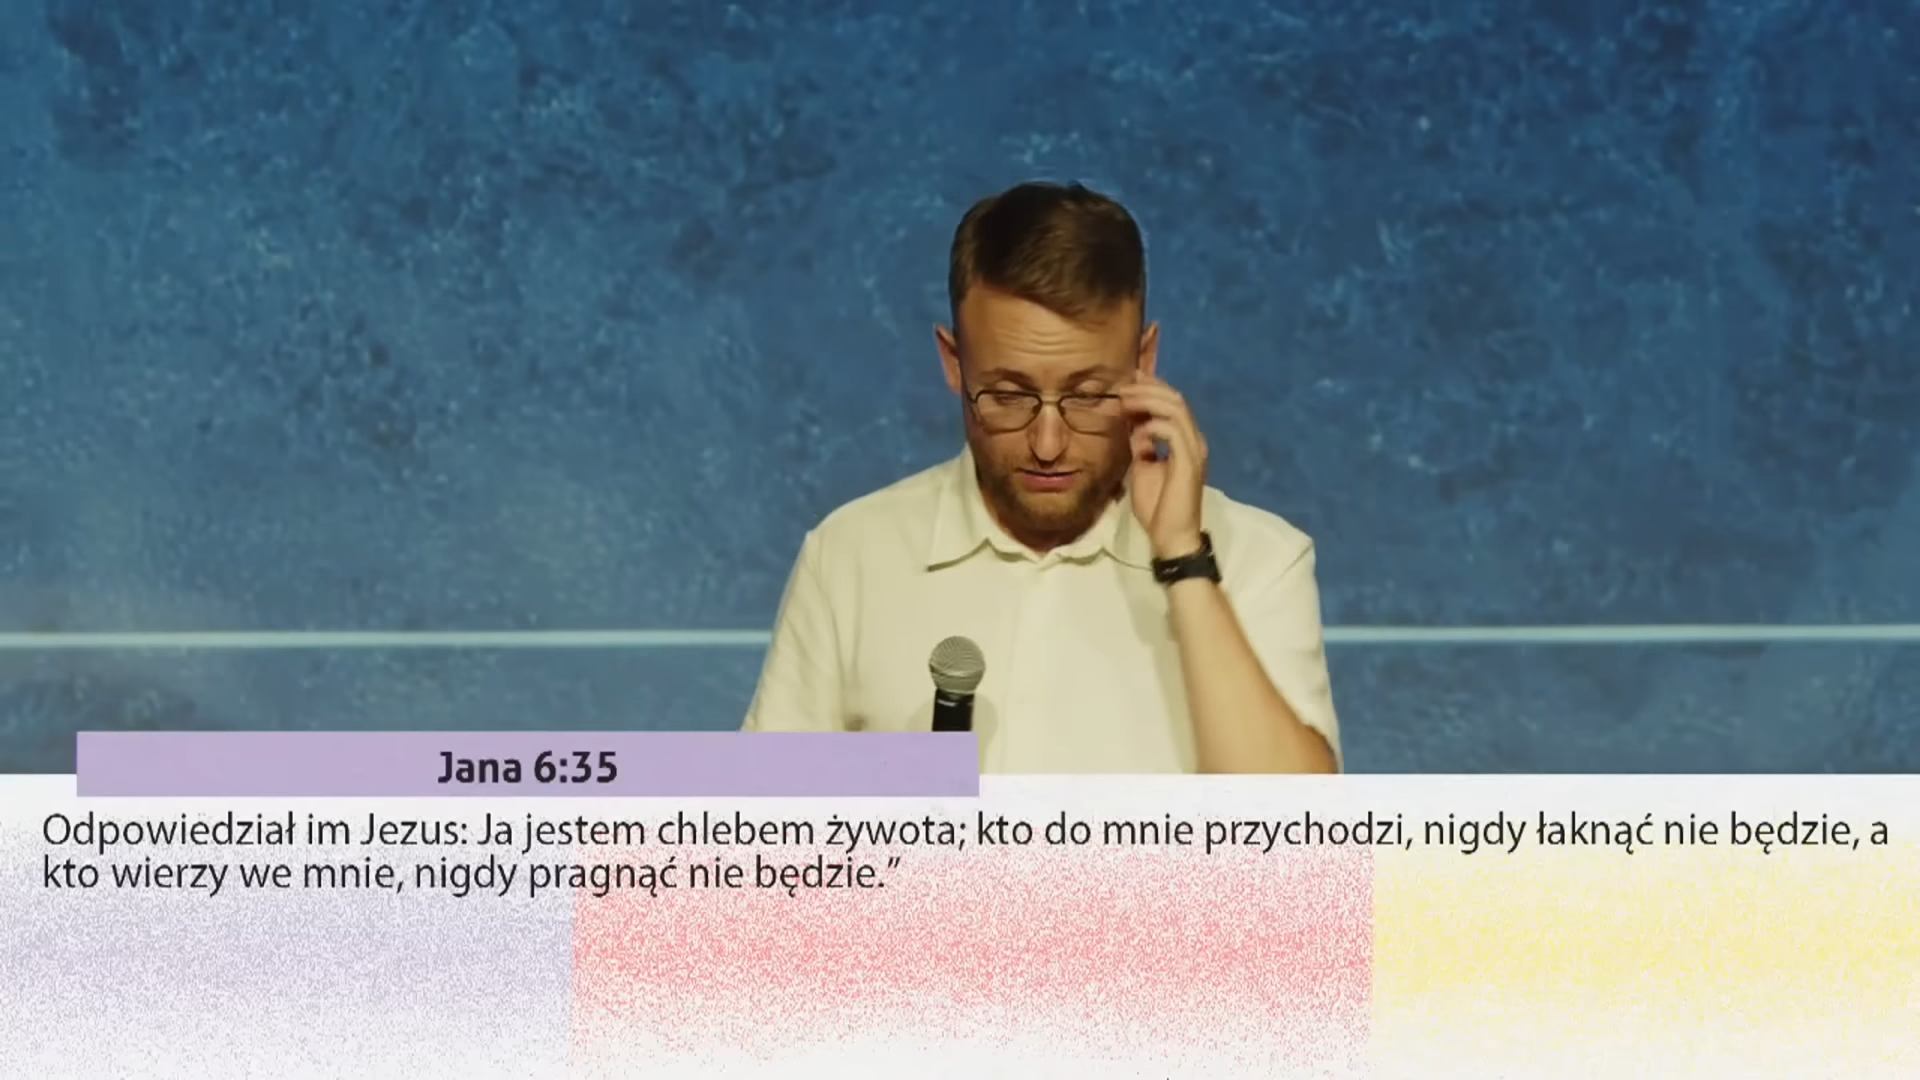 Jana 6:35
Odpowiedział im Jezus: Ja jestem chlebem żywota; kto do mnie przychodzi, nigdy łaknąć nie będzie, a
kto wierzy we mnie, nigdy pragnąć nie będzie.”